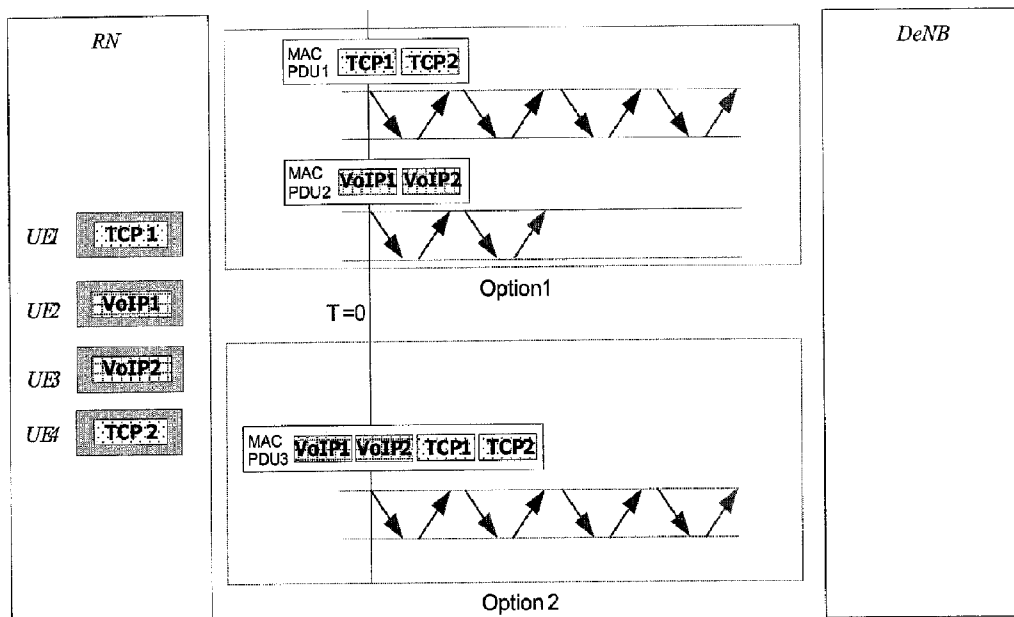 RN
UE1 TCP 1
UE2 VoIP1
UE3 VoIP2
UE4 TCP 2
MAC PDU1 TCP1 TCP2
MAC PDU2 VoIP1 VoIP2
Option1
T=0
MAC PDU3 VoIP1 VoIP2 TCP1 TCP2
Option 2
DeNB